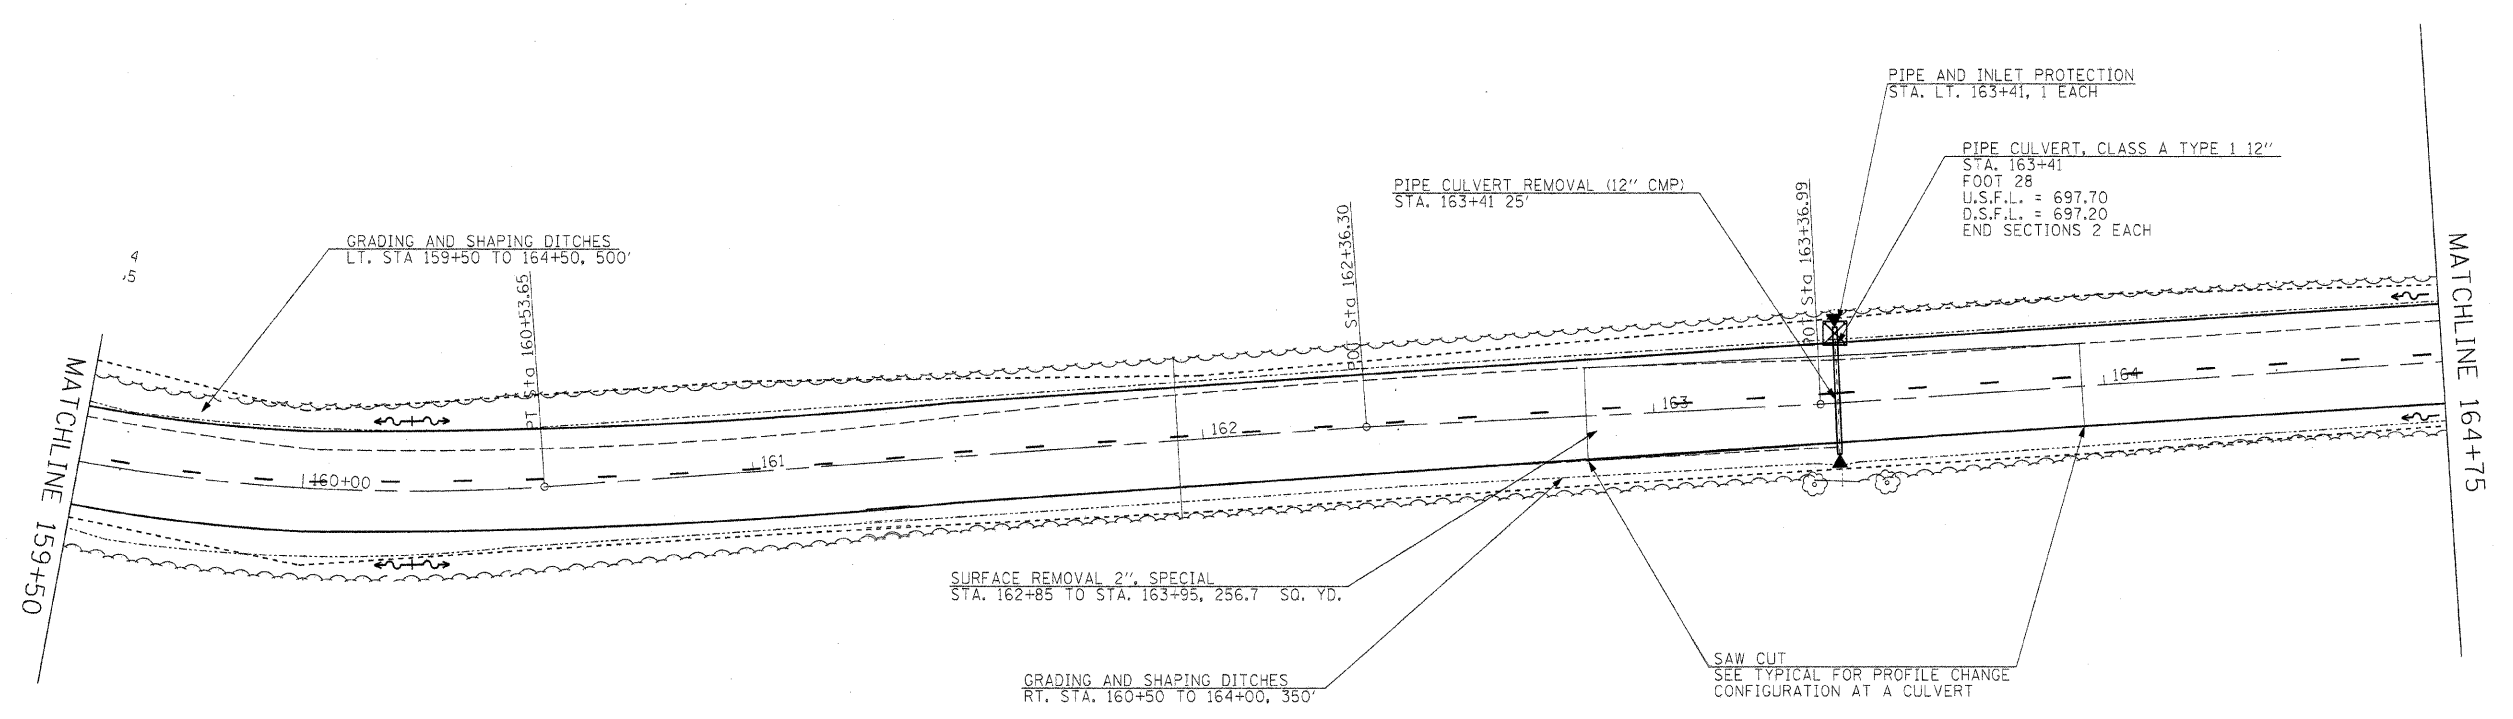 PIPE AND INLET PROTECTION
STA. LT. 163+41, 1 EACH
PIPE CULVERT, CLASS A TYPE 1 12"
STA. 163+41
FOOT 28
U.S.F.L. = 697.70
D.S.F.L. = 697.20
END SECTIONS 2 EACH
PIPE CULVERT REMOVAL (12" CMP)
STA. 163+41 25'
GRADING AND SHAPING DITCHES
LT. STA 159+50 TO 164+50, 500'
4
,5
PT Sta 160+53.65
POT Sta 162+36.30
POT Sta 163+36.99
MATCHLINE 159+50
MATCHLINE 164+75
160+00
161
162
163
164
SURFACE REMOVAL 2", SPECIAL
STA. 162+85 TO STA. 163+95, 256.7 SQ. YD.
GRADING AND SHAPING DITCHES
RT. STA. 160+50 TO 164+00, 350'
SAW CUT
SEE TYPICAL FOR PROFILE CHANGE
CONFIGURATION AT A CULVERT